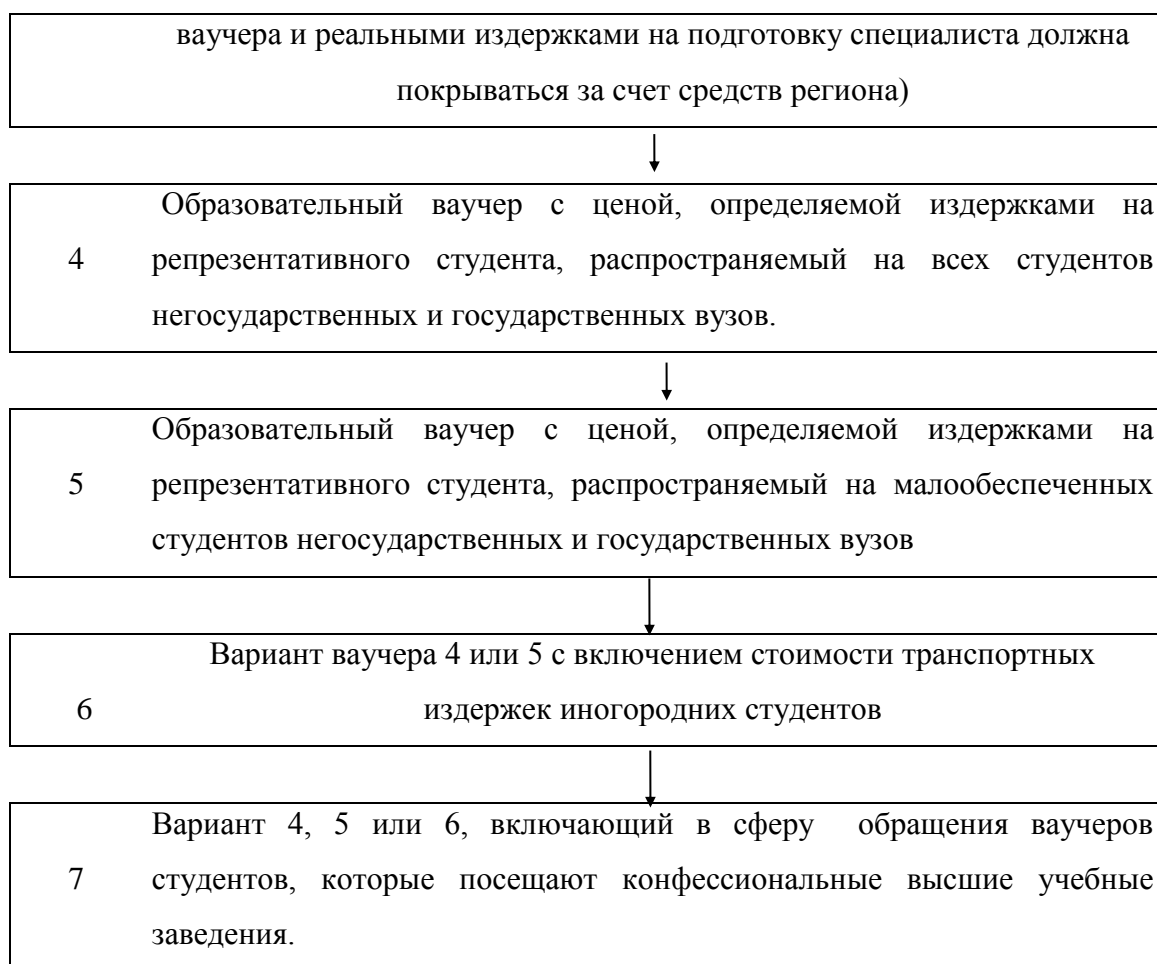 ваучера и реальными издержками на подготовку специалиста должна
покрываться за счет средств региона)
Образовательный ваучер с ценой, определяемой издержками на
4 репрезентативного студента, распространяемый на всех студентов
негосударственных и государственных вузов.
Образовательный ваучер с ценой, определяемой издержками на
5 репрезентативного студента, распространяемый на малообеспеченных
студентов негосударственных и государственных вузов
Вариант ваучера 4 или 5 с включением стоимости транспортных
6 издержек иногородних студентов
Вариант 4, 5 или 6, включающий в сферу обращения ваучеров
7 студентов, которые посещают конфессиональные высшие учебные
заведения.